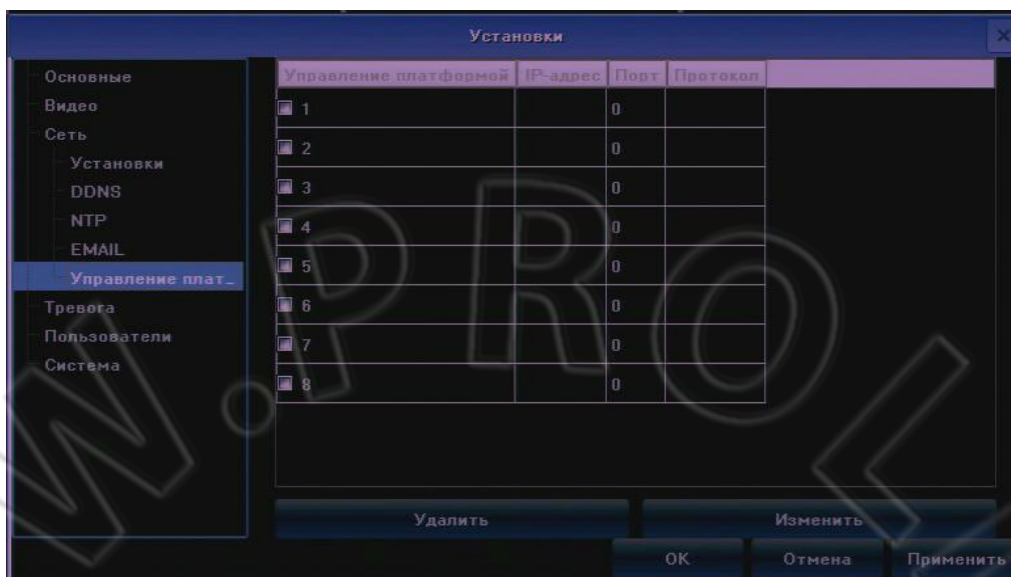 Установки
Основные
Видео
Сеть
Установки
DDNS
NTP
EMAIL
Управление плат_
Тревога
Пользователи
Система
Управление платформой IP-адрес Порт Протокол
1 0
2 0
3 0
4 0
5 0
6 0
7 0
8 0
Удалить Изменить
OK Отмена Применить
W.PROL